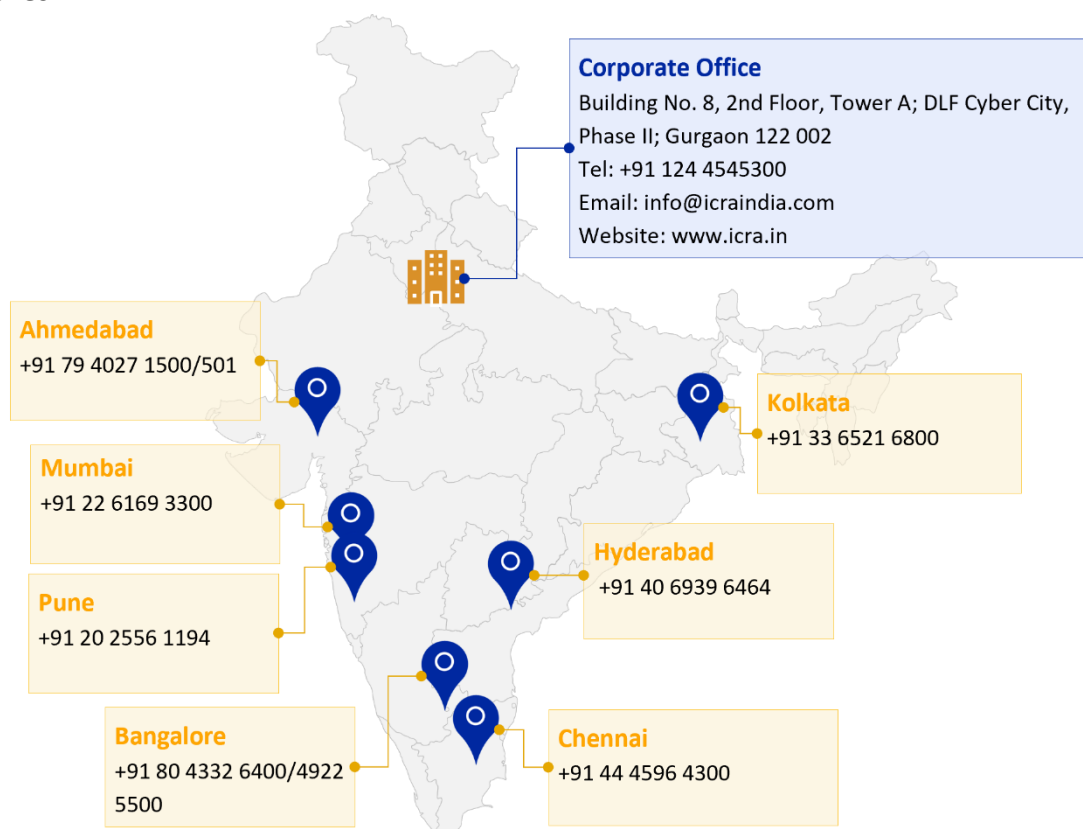 Corporate Office
Building No. 8, 2nd Floor, Tower A; DLF Cyber City,
Phase II; Gurgaon 122 002
Tel: +91 124 4545300
Email: info@icraindia.com
Website: www.icra.in
Ahmedabad
+91 79 4027 1500/501
Kolkata
+91 33 6521 6800
Mumbai
+91 22 6169 3300
Hyderabad
+91 40 6939 6464
Pune
+91 20 2556 1194
Bangalore
+91 80 4332 6400/4922
5500
Chennai
+91 44 4596 4300